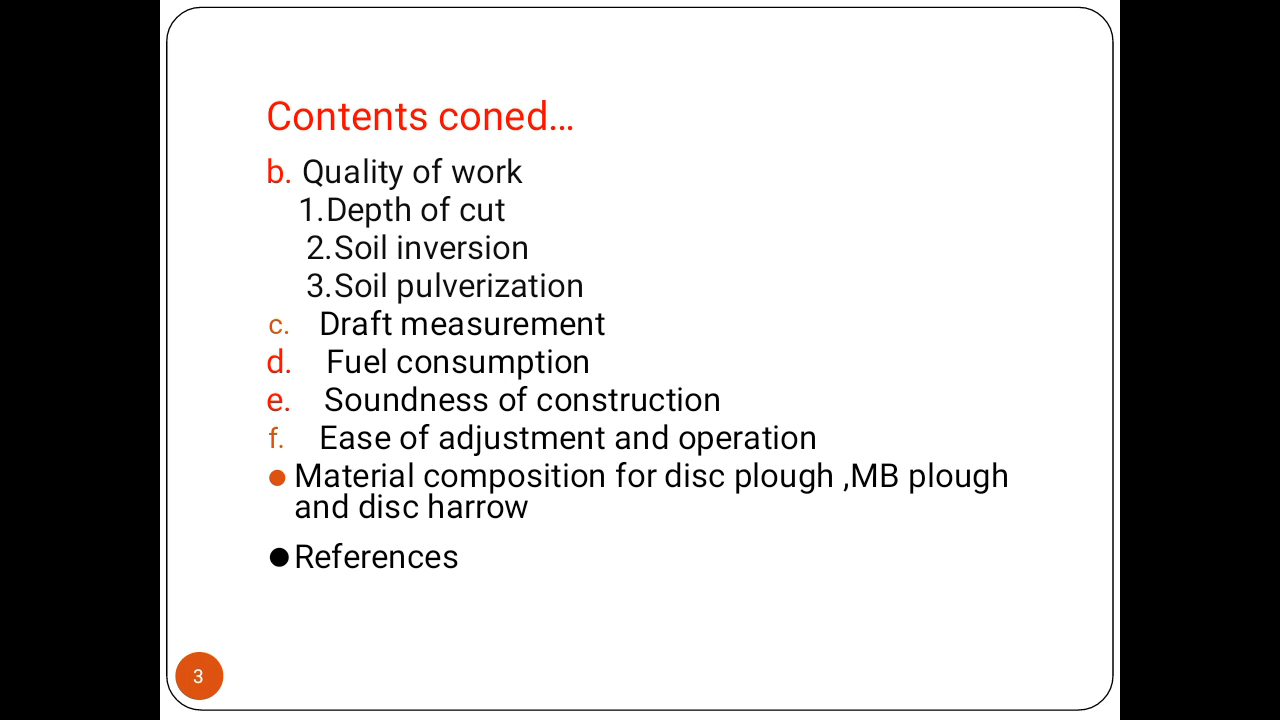 Contents coned...
b. Quality of work
1.Depth of cut
2.Soil inversion
3.Soil pulverization
c. Draft measurement
d. Fuel consumption
e. Soundness of construction
f. Ease of adjustment and operation
● Material composition for disc plough ,MB plough
and disc harrow
● References
3